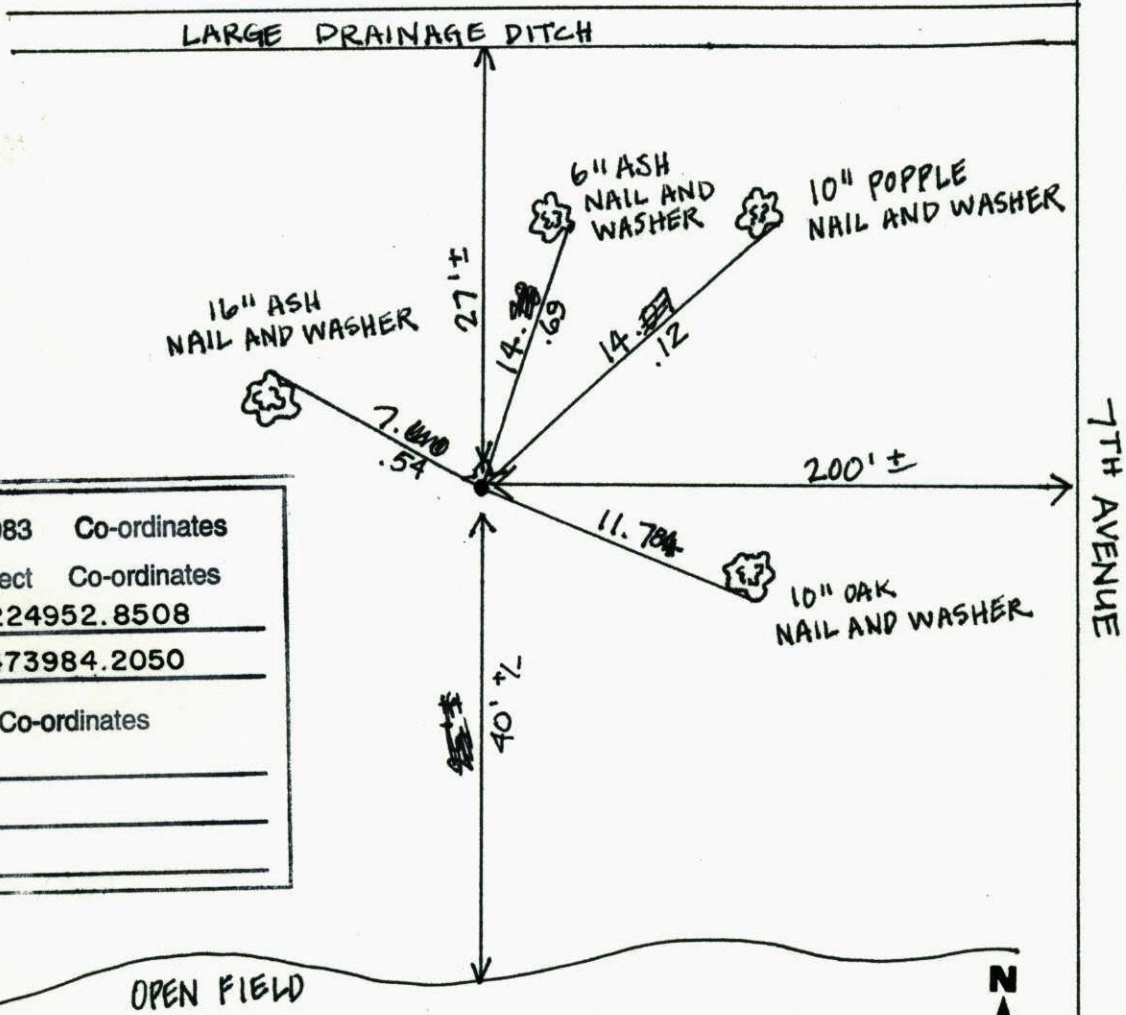 LARGE DRAINAGE DITCH
6" ASH
NAIL AND
WASHER
10" POPPLE
NAIL AND WASHER
16" ASH
NAIL AND WASHER
27'±
14.
.69
14.
.12
7.
.54
200' ±
7TH AVENUE
11.78
10" OAK
NAIL AND WASHER
40' +/-
083 Co-ordinates
ect Co-ordinates
224952.8508
473984.2050
Co-ordinates
OPEN FIELD
N